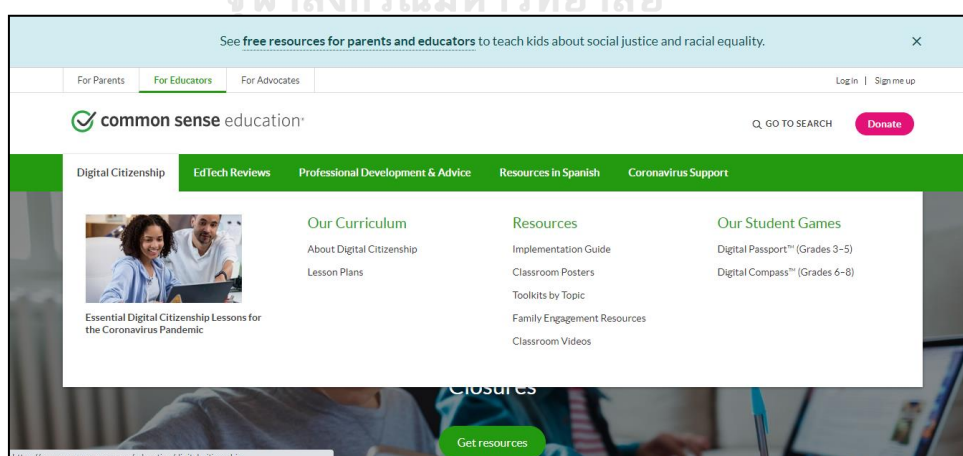 See free resources for parents and educators to teach kids about social justice and racial equality. ×
For Parents For Educators For Advocates Log in | Sign me up
common sense education GO TO SEARCH Donate
Digital Citizenship EdTech Reviews Professional Development & Advice Resources in Spanish Coronavirus Support
Our Curriculum
About Digital Citizenship
Lesson Plans
Resources
Implementation Guide
Classroom Posters
Toolkits by Topic
Family Engagement Resources
Classroom Videos
Our Student Games
Digital Passport™ (Grades 3–5)
Digital Compass™ (Grades 6–8)
Essential Digital Citizenship Lessons for
the Coronavirus Pandemic
Closures
Get resources